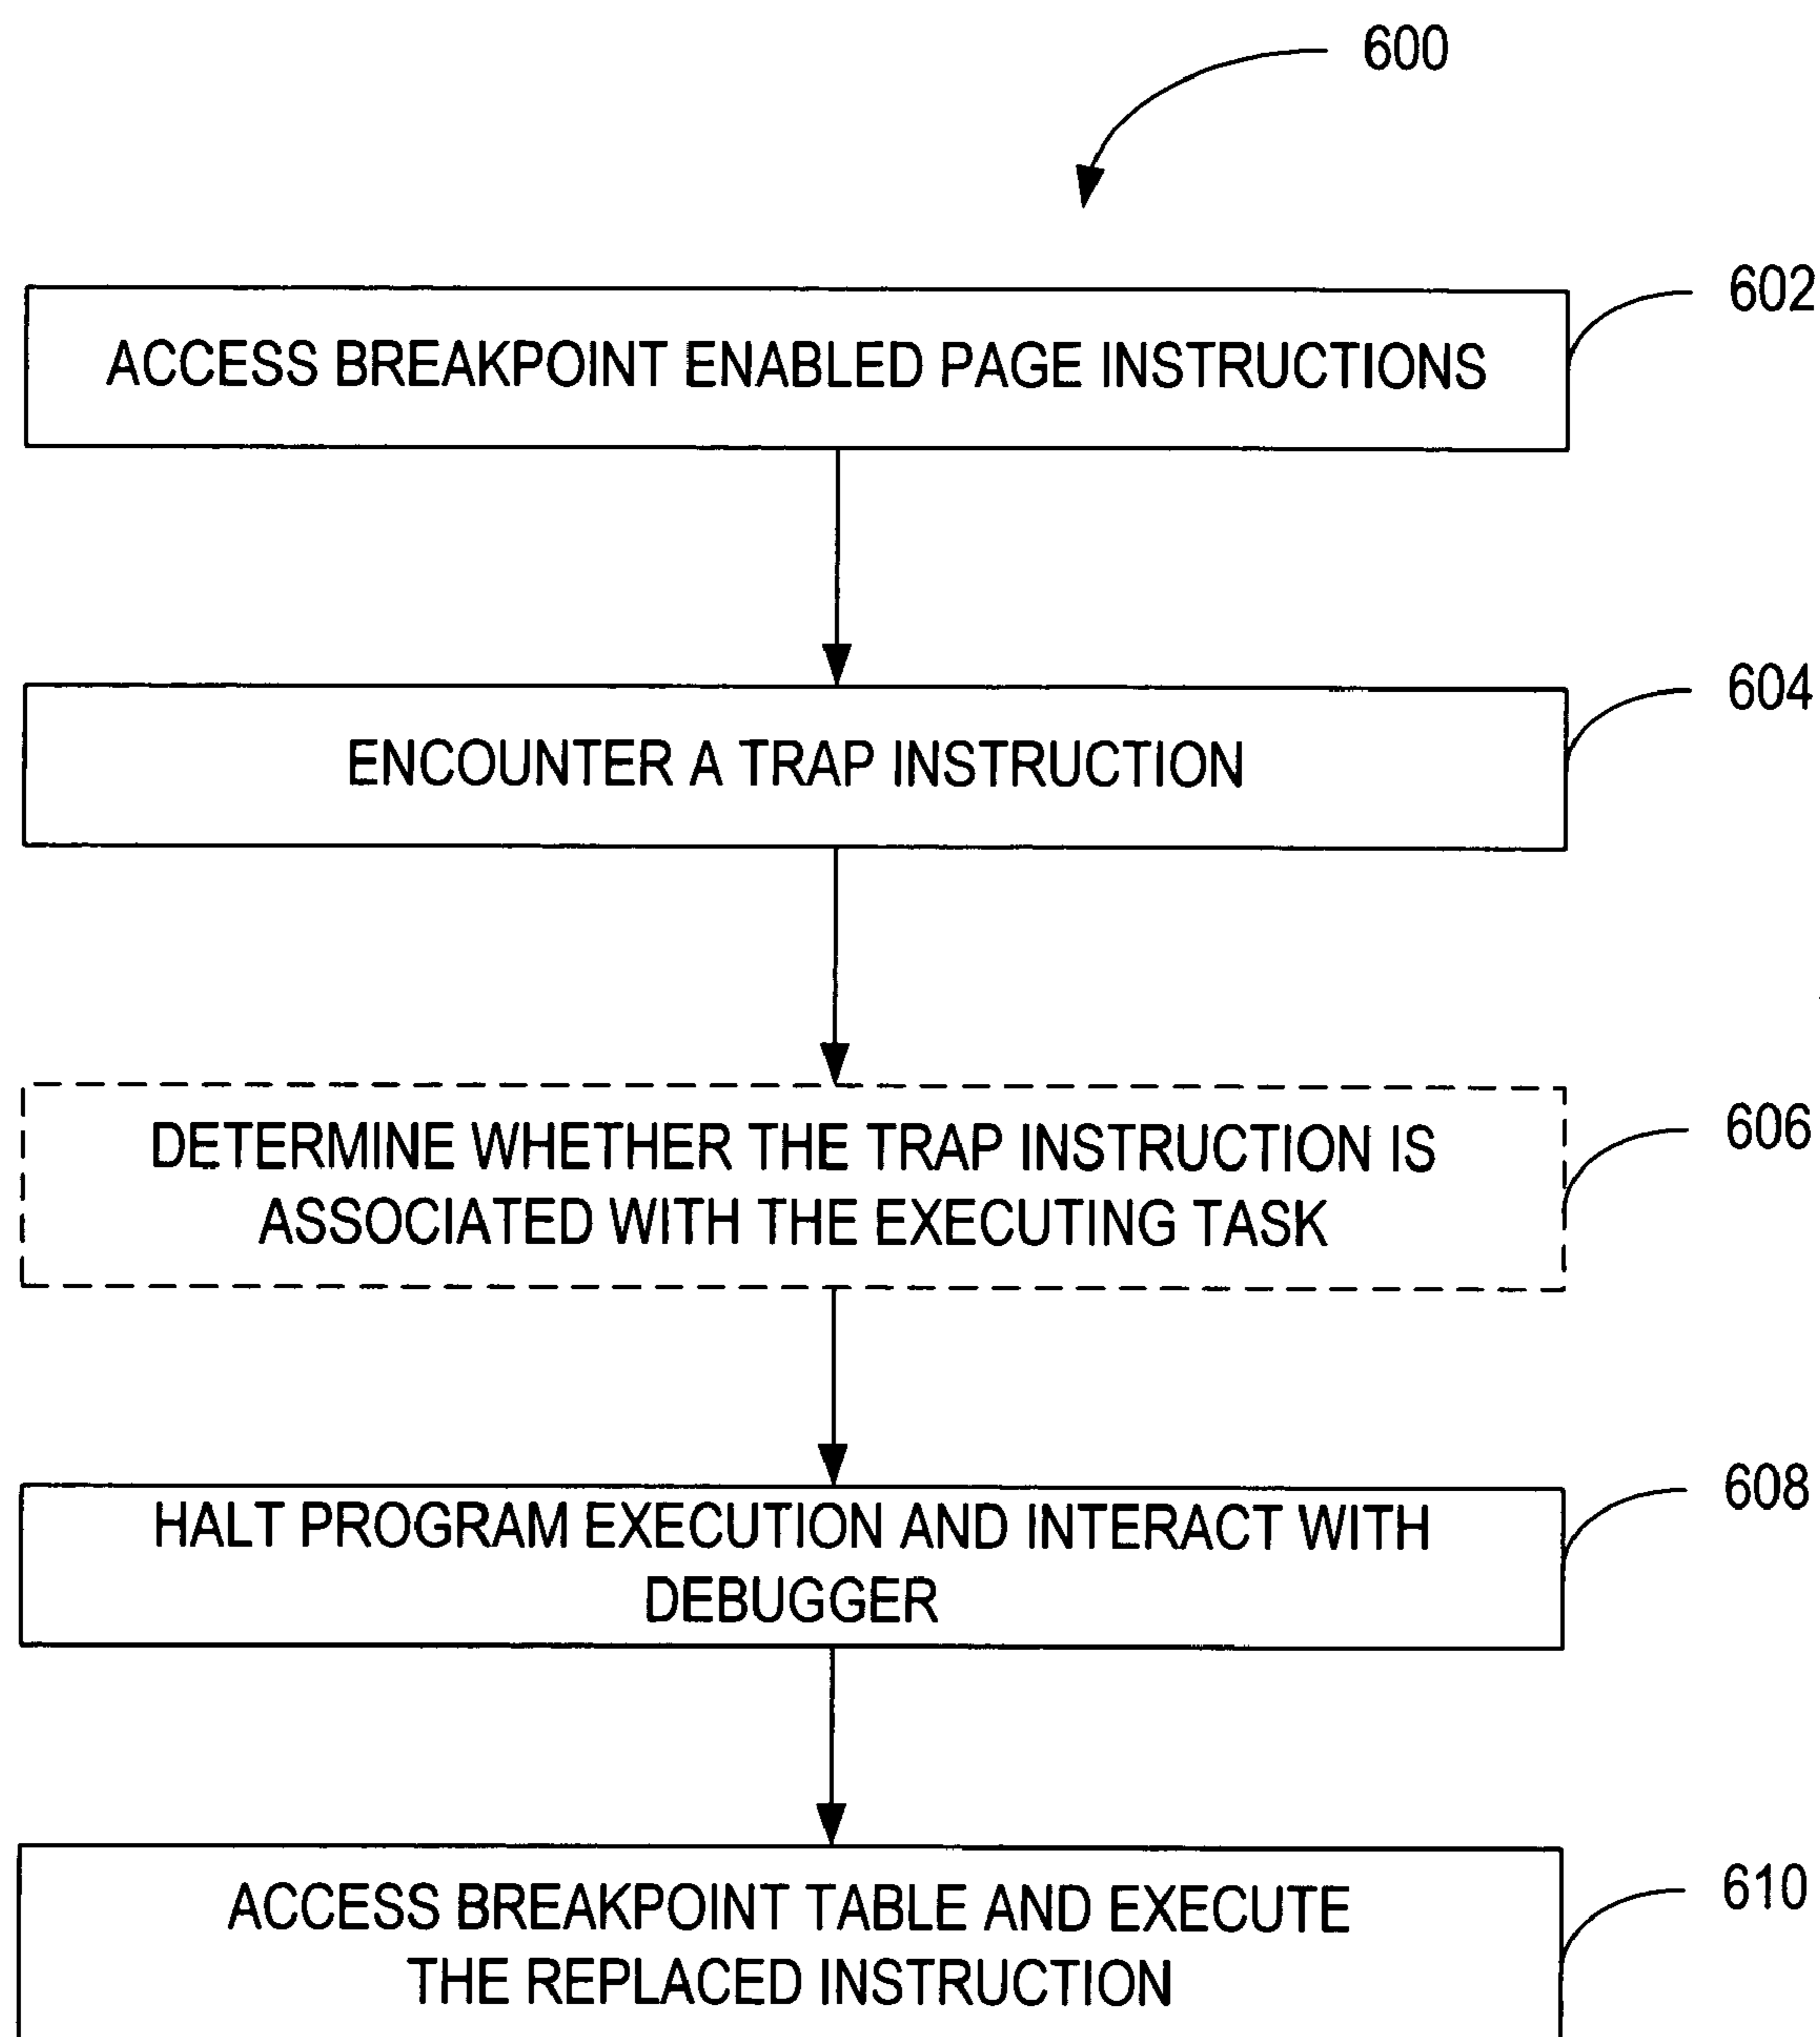 600
602
ACCESS BREAKPOINT ENABLED PAGE INSTRUCTIONS
604
ENCOUNTER A TRAP INSTRUCTION
606
DETERMINE WHETHER THE TRAP INSTRUCTION IS
ASSOCIATED WITH THE EXECUTING TASK
608
HALT PROGRAM EXECUTION AND INTERACT WITH
DEBUGGER
610
ACCESS BREAKPOINT TABLE AND EXECUTE
THE REPLACED INSTRUCTION